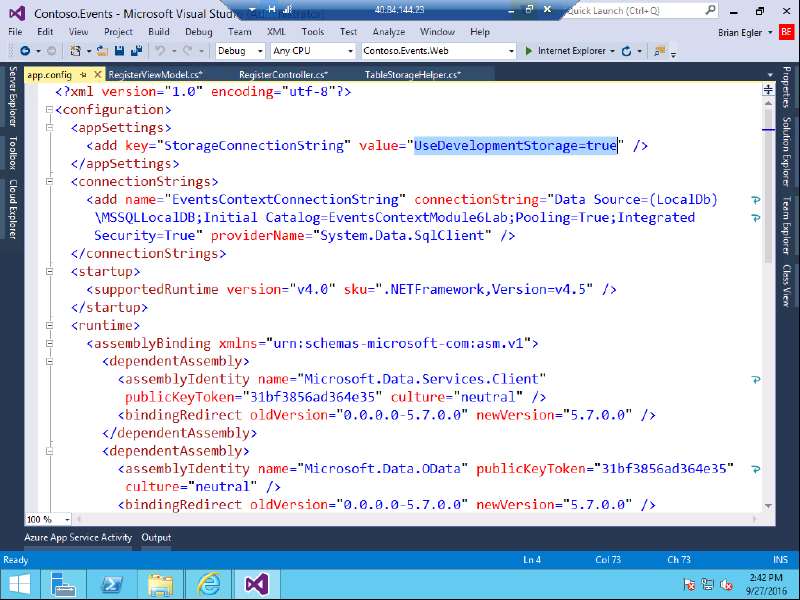 Contoso.Events - Microsoft Visual Stud
40.84.144.23
Quick Launch (Ctrl+Q)
File Edit View Project Build Debug Team XML Tools Test Analyze Window Help
Brian Egler BE
Debug Any CPU Contoso.Events.Web Internet Explorer
app.config RegisterViewModel.cs* RegisterController.cs* TableStorageHelper.cs*
Server Explorer
Toolbox
Cloud Explorer
<?xml version="1.0" encoding="utf-8"?>
<configuration>
<appSettings>
<add key="StorageConnectionString" value="UseDevelopmentStorage=true" />
</appSettings>
<connectionStrings>
<add name="EventsContextConnectionString" connectionString="Data Source=(LocalDb)
\MSSQLLocalDB;Initial Catalog=EventsContextModule6Lab;Pooling=True;Integrated
Security=True" providerName="System.Data.SqlClient" />
</connectionStrings>
<startup>
<supportedRuntime version="v4.0" sku=".NETFramework,Version=v4.5" />
</startup>
<runtime>
<assemblyBinding xmlns="urn:schemas-microsoft-com:asm.v1">
<dependentAssembly>
<assemblyIdentity name="Microsoft.Data.Services.Client"
publicKeyToken="31bf3856ad364e35" culture="neutral" />
<bindingRedirect oldVersion="0.0.0.0-5.7.0.0" newVersion="5.7.0.0" />
</dependentAssembly>
<dependentAssembly>
<assemblyIdentity name="Microsoft.Data.OData" publicKeyToken="31bf3856ad364e35"
culture="neutral" />
<bindingRedirect oldVersion="0.0.0.0-5.7.0.0" newVersion="5.7.0.0" />
Properties
Solution Explorer
Team Explorer
Class View
100 %
Azure App Service Activity Output
Ready Ln 4 Col 73 Ch 73 INS
2:42 PM
9/27/2016